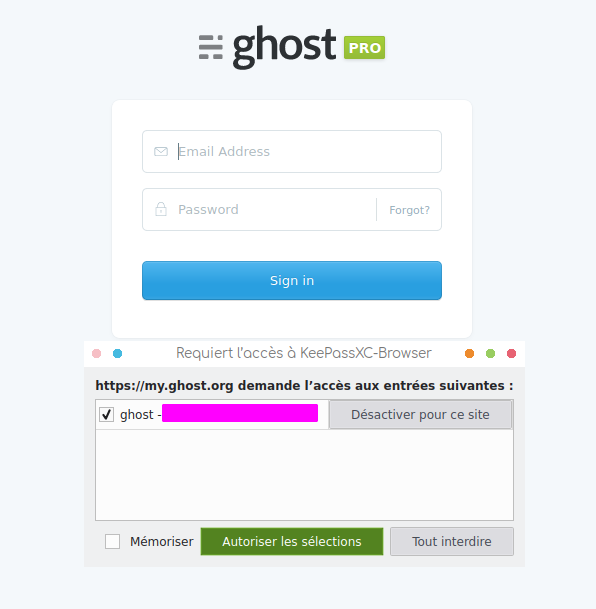 ghost PRO
Email Address
Password Forgot?
Sign in
Requiert l'accès à KeePassXC-Browser
https://my.ghost.org demande l’accès aux entrées suivantes :
ghost - Désactiver pour ce site
Mémoriser Autoriser les sélections Tout interdire